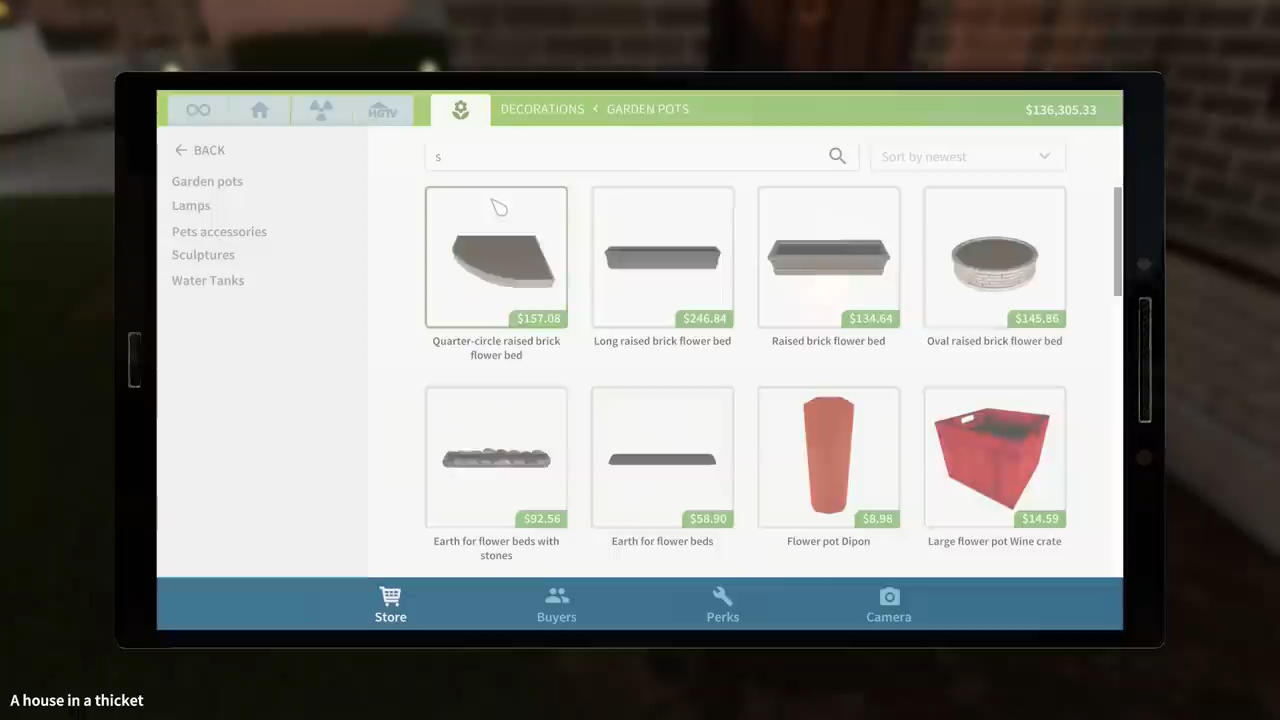 HGTV
DECORATIONS < GARDEN POTS
$136,305.33
BACK
s
Sort by newest
Garden pots
Lamps
Pets accessories
Sculptures
Water Tanks
$157.08
$246.84
$134.64
$145.86
Quarter-circle raised brick
flower bed
Long raised brick flower bed
Raised brick flower bed
Oval raised brick flower bed
$92.56
$58.90
$8.98
$14.59
Earth for flower beds with
stones
Earth for flower beds
Flower pot Dipon
Large flower pot Wine crate
Store
Buyers
Perks
Camera
A house in a thicket